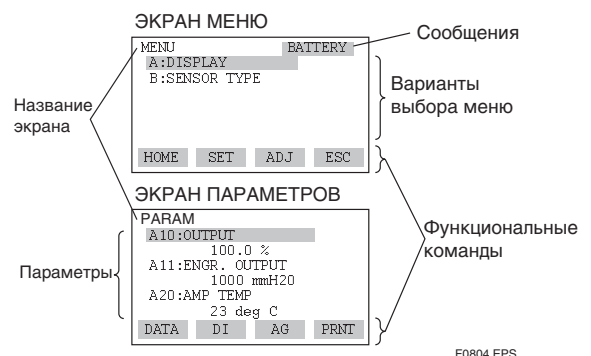 ЭКРАН МЕНЮ
Сообщения
MENU BATTERY
A:DISPLAY
B:SENSOR TYPE
Варианты
выбора меню
Название
экрана
HOME SET ADJ ESC
ЭКРАН ПАРАМЕТРОВ
PARAM
A10:OUTPUT
100.0 %
A11:ENGR. OUTPUT
1000 mmH20
A20:AMP TEMP
23 deg C
Параметры
Функциональные
команды
DATA DI AG PRNT
F0804.EPS